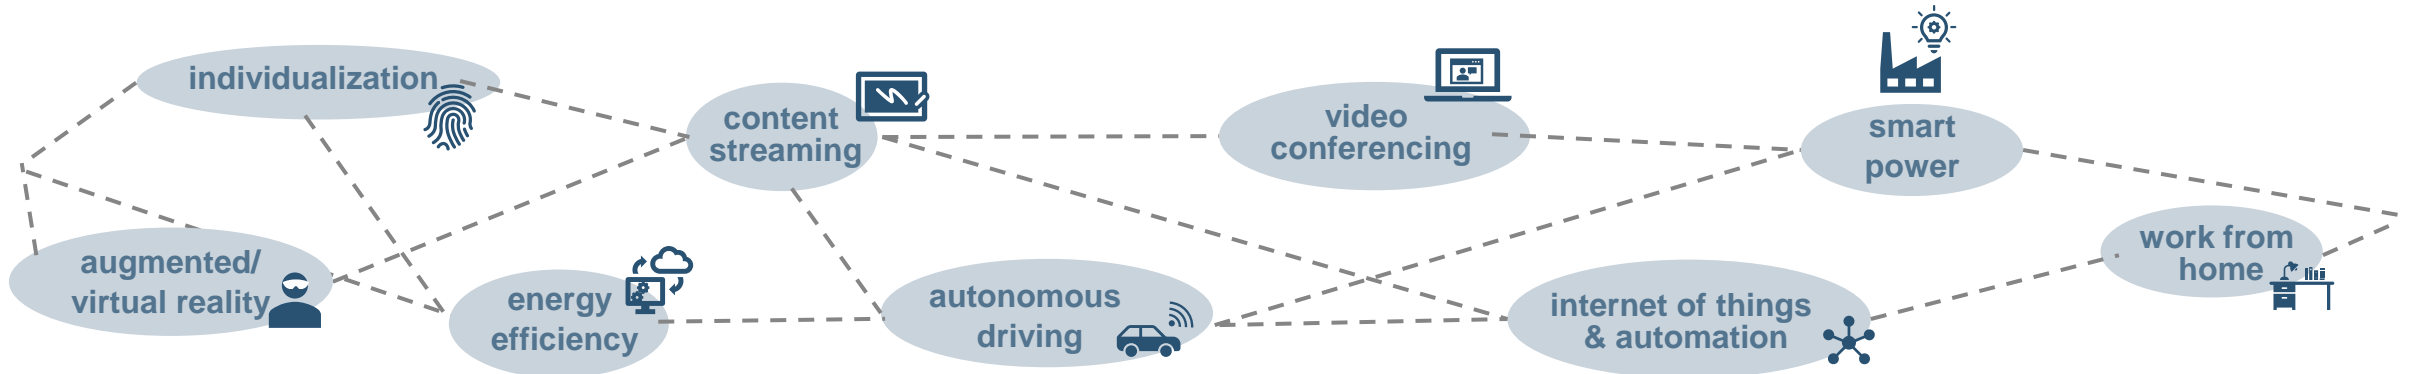 individualization
content
streaming
video
conferencing
smart
power
augmented/
virtual reality
energy
efficiency
autonomous
driving
internet of things
& automation
work from
home